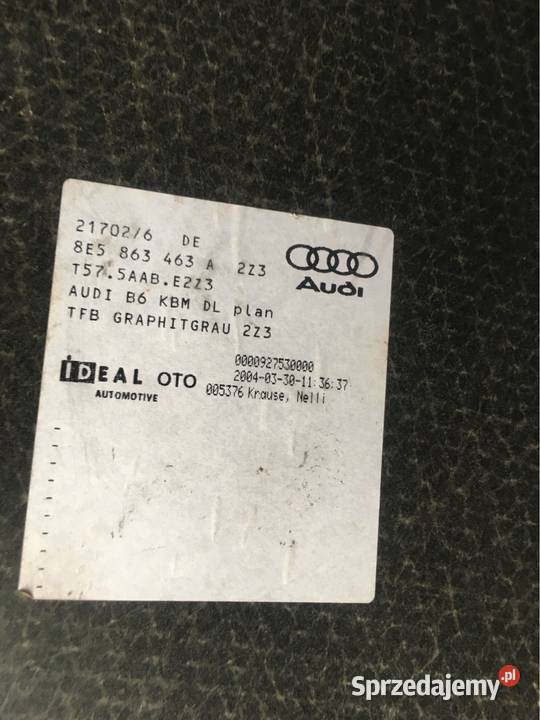 21702/6 DE
8E5 863 463 A 2Z3
T57.5AAB.E2Z3
AUDI B6 KBM DL plan
TFB GRAPHITGRAU 2Z3
Audi
İDEAL OTO
AUTOMOTIVE
0000927530000
2004-03-30-11:36:37
005376 Krause, Nelli
Sprzedajemy.pl